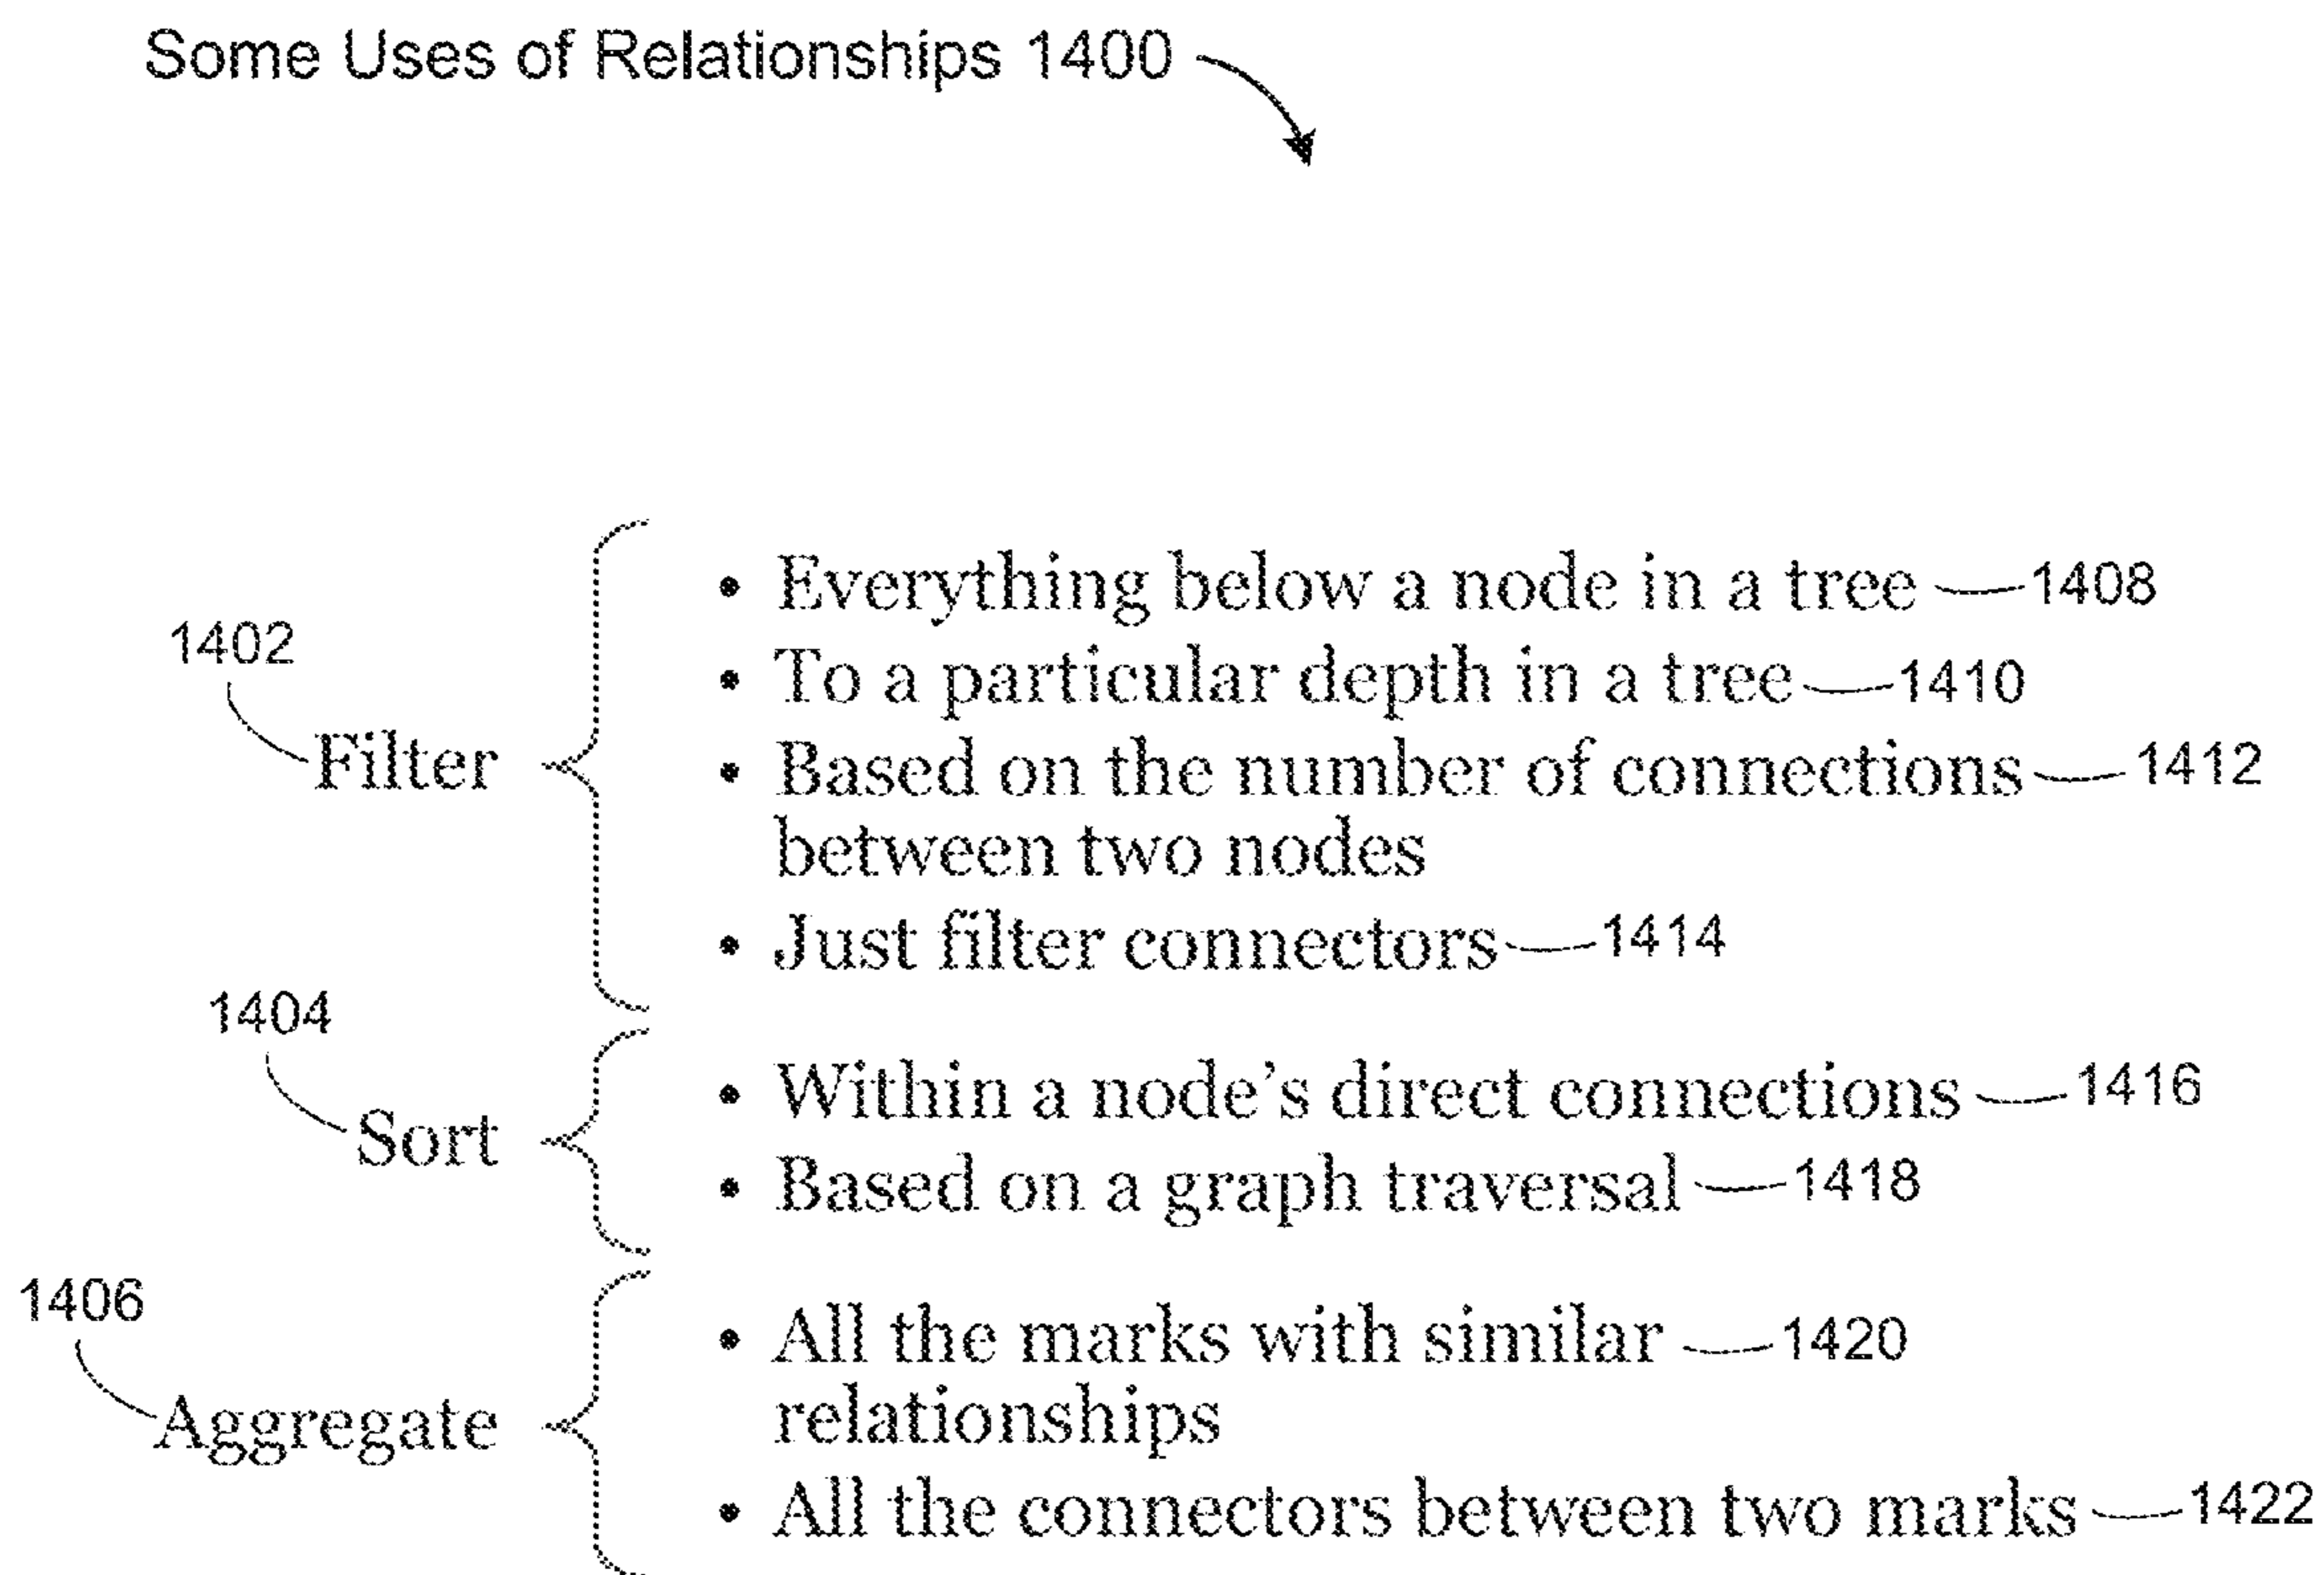 Some Uses of Relationships 1400
• Everything below a node in a tree 1408
1402
• To a particular depth in a tree 1410
Filter
• Based on the number of connections 1412
between two nodes
• Just filter connectors 1414
1404
• Within a node’s direct connections 1416
Sort
• Based on a graph traversal 1418
1406
• All the marks with similar 1420
relationships
Aggregate
• All the connectors between two marks 1422